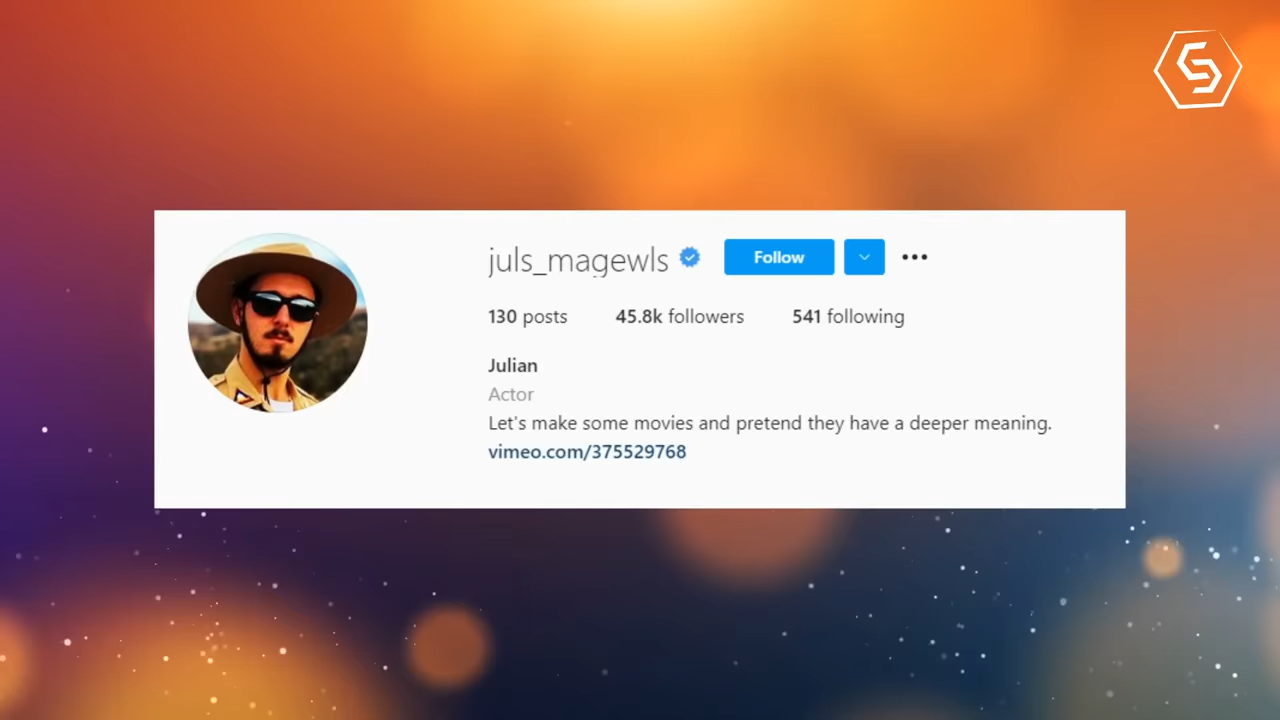 juls_magewls Follow
130 posts 45.8k followers 541 following
Julian
Actor
Let's make some movies and pretend they have a deeper meaning.
vimeo.com/375529768